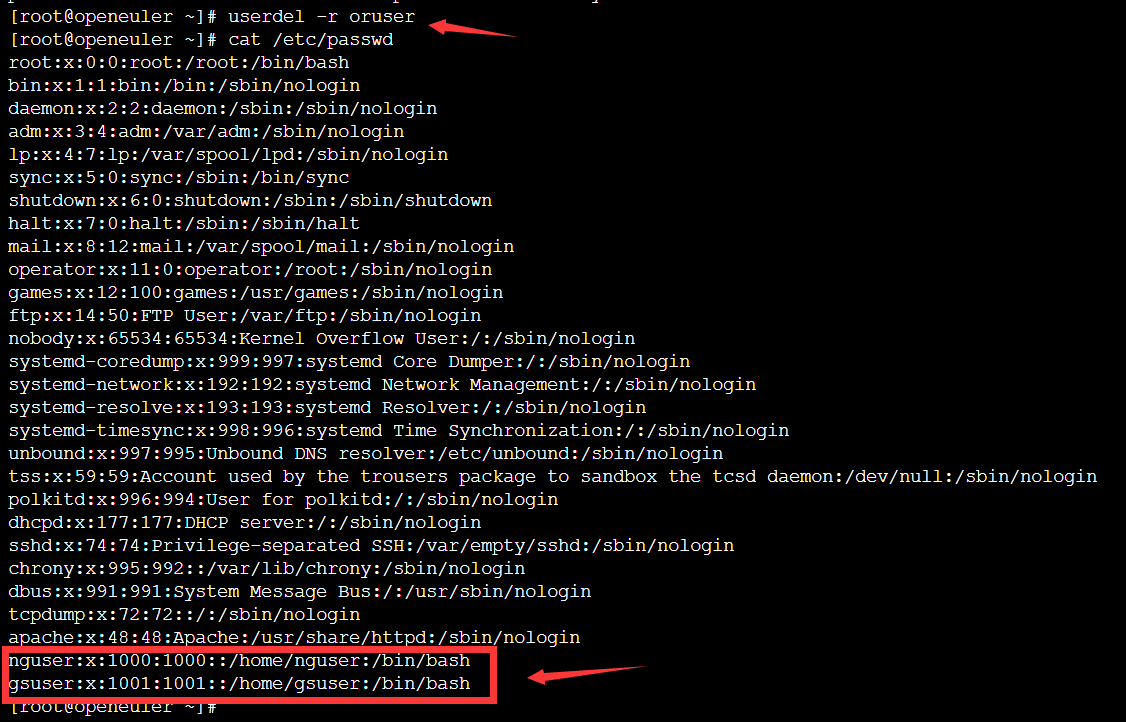 [root@openeuler ~]# userdel -r oruser
[root@openeuler ~]# cat /etc/passwd
root:x:0:0:root:/root:/bin/bash
bin:x:1:1:bin:/bin:/sbin/nologin
daemon:x:2:2:daemon:/sbin:/sbin/nologin
adm:x:3:4:adm:/var/adm:/sbin/nologin
lp:x:4:7:lp:/var/spool/lpd:/sbin/nologin
sync:x:5:0:sync:/sbin:/bin/sync
shutdown:x:6:0:shutdown:/sbin:/sbin/shutdown
halt:x:7:0:halt:/sbin:/sbin/halt
mail:x:8:12:mail:/var/spool/mail:/sbin/nologin
operator:x:11:0:operator:/root:/sbin/nologin
games:x:12:100:games:/usr/games:/sbin/nologin
ftp:x:14:50:FTP User:/var/ftp:/sbin/nologin
nobody:x:65534:65534:Kernel Overflow User:/:/sbin/nologin
systemd-coredump:x:999:997:systemd Core Dumper:/:/sbin/nologin
systemd-network:x:192:192:systemd Network Management:/:/sbin/nologin
systemd-resolve:x:193:193:systemd Resolver:/:/sbin/nologin
systemd-timesync:x:998:996:systemd Time Synchronization:/:/sbin/nologin
unbound:x:997:995:Unbound DNS resolver:/etc/unbound:/sbin/nologin
tss:x:59:59:Account used by the trousers package to sandbox the tcsd daemon:/dev/null:/sbin/nologin
polkitd:x:996:994:User for polkitd:/:/sbin/nologin
dhcpd:x:177:177:DHCP server:/:/sbin/nologin
sshd:x:74:74:Privilege-separated SSH:/var/empty/sshd:/sbin/nologin
chrony:x:995:992::/var/lib/chrony:/sbin/nologin
dbus:x:991:991:System Message Bus:/:/usr/sbin/nologin
tcpdump:x:72:72::/:/sbin/nologin
apache:x:48:48:Apache:/usr/share/httpd:/sbin/nologin
nguser:x:1000:1000::/home/nguser:/bin/bash
gsuser:x:1001:1001::/home/gsuser:/bin/bash
[root@openeuler ~]#